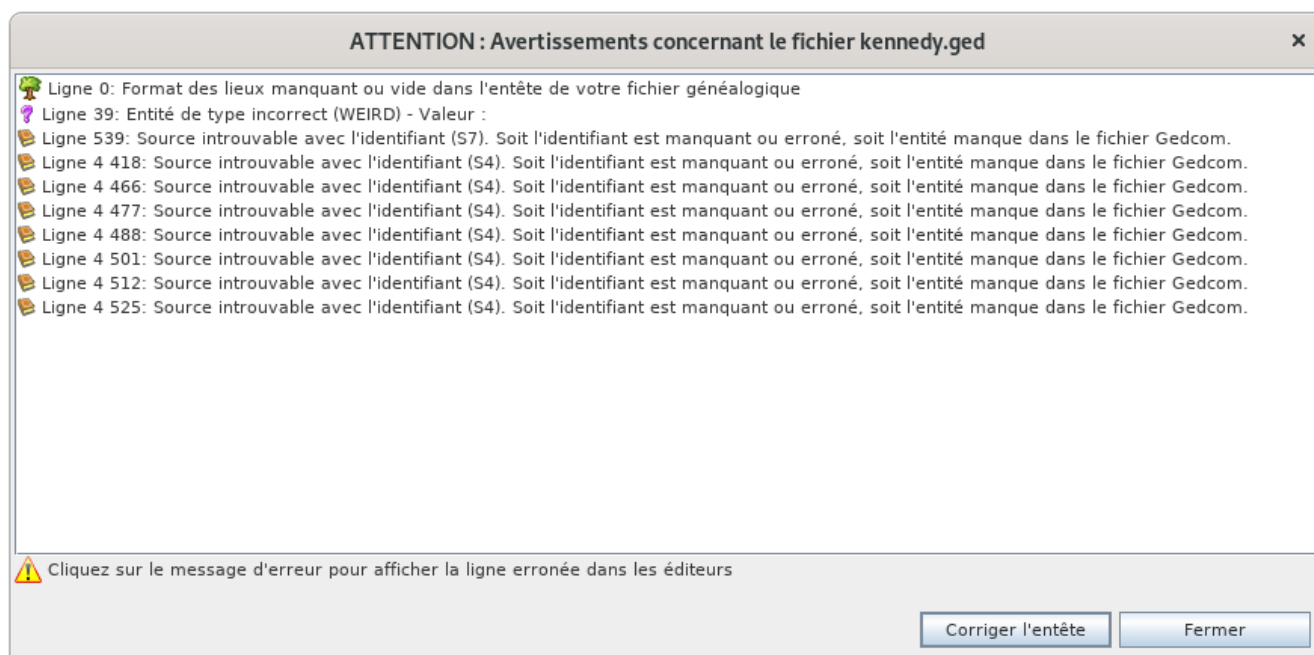 ATTENTION : Avertissements concernant le fichier kennedy.ged
Ligne 0: Format des lieux manquant ou vide dans l'entête de votre fichier généalogique
Ligne 39: Entité de type incorrect (WEIRD) - Valeur :
Ligne 539: Source introuvable avec l'identifiant (S7). Soit l'identifiant est manquant ou erroné, soit l'entité manque dans le fichier Gedcom.
Ligne 4 418: Source introuvable avec l'identifiant (S4). Soit l'identifiant est manquant ou erroné, soit l'entité manque dans le fichier Gedcom.
Ligne 4 466: Source introuvable avec l'identifiant (S4). Soit l'identifiant est manquant ou erroné, soit l'entité manque dans le fichier Gedcom.
Ligne 4 477: Source introuvable avec l'identifiant (S4). Soit l'identifiant est manquant ou erroné, soit l'entité manque dans le fichier Gedcom.
Ligne 4 488: Source introuvable avec l'identifiant (S4). Soit l'identifiant est manquant ou erroné, soit l'entité manque dans le fichier Gedcom.
Ligne 4 501: Source introuvable avec l'identifiant (S4). Soit l'identifiant est manquant ou erroné, soit l'entité manque dans le fichier Gedcom.
Ligne 4 512: Source introuvable avec l'identifiant (S4). Soit l'identifiant est manquant ou erroné, soit l'entité manque dans le fichier Gedcom.
Ligne 4 525: Source introuvable avec l'identifiant (S4). Soit l'identifiant est manquant ou erroné, soit l'entité manque dans le fichier Gedcom.
Cliquez sur le message d'erreur pour afficher la ligne erronée dans les éditeurs
Corriger l'entête
Fermer